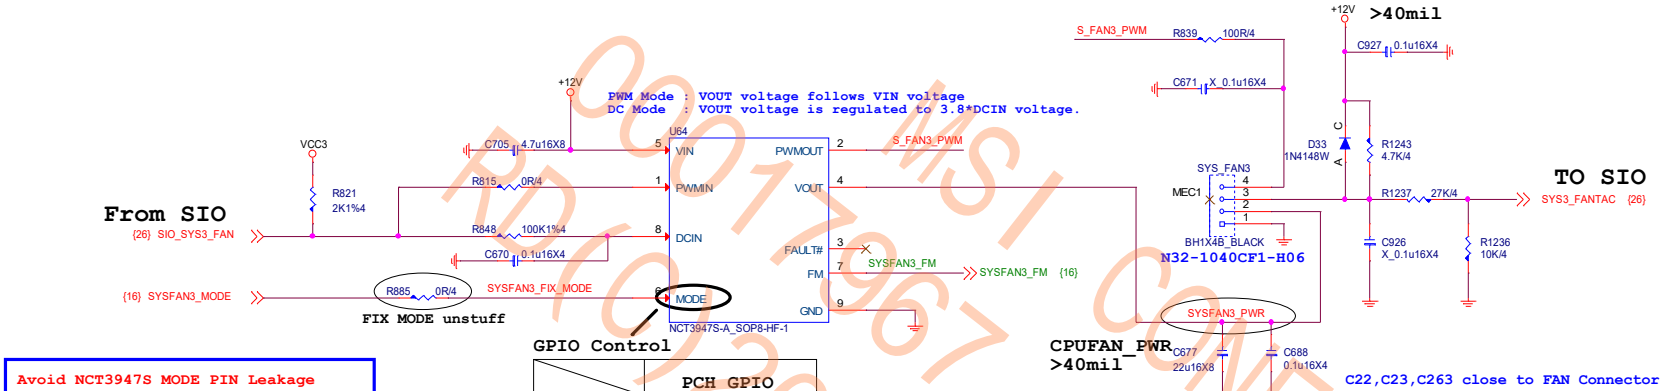 +12V
>40mil
S_FAN3_PWM
R839
100R/4
C927
0.1u16X4
C671
X_0.1u16X4
+12V
PWM Mode : VOUT voltage follows VIN voltage
DC Mode : VOUT voltage is regulated to 3.8*DCIN voltage.
U64
C705
4.7u16X8
5
VIN
PWMOUT
2
S_FAN3_PWM
VCC3
R821
2K1%4
R815
0R/4
1
PWMIN
VOUT
4
From SIO
{26} SIO_SYS3_FAN
R848
100K1%4
8
DCIN
C670
0.1u16X4
FAULT#
3
FM
7
SYSFAN3_FM
SYSFAN3_FM {16}
{16} SYSFAN3_MODE
R885
0R/4
SYSFAN3_FIX_MODE
6
MODE
GND
9
FIX MODE unstuff
NCT3947S-A_SOP8-HF-1
C
D33
1N4148W
A
R1243
4.7K/4
SYS_FAN3
MEC1
4
3
2
1
BH1X4B_BLACK
N32-1040CF1-H06
R1237
27K/4
TO SIO
SYS3_FANTAC {26}
C926
X_0.1u16X4
R1236
10K/4
SYSFAN3_PWR
CPUFAN_PWR
>40mil
C677
22u16X8
C688
0.1u16X4
C22,C23,C263 close to FAN Connector
GPIO Control
PCH GPIO
Avoid NCT3947S MODE PIN Leakage
MSI CONF
00017967
RD(C)20